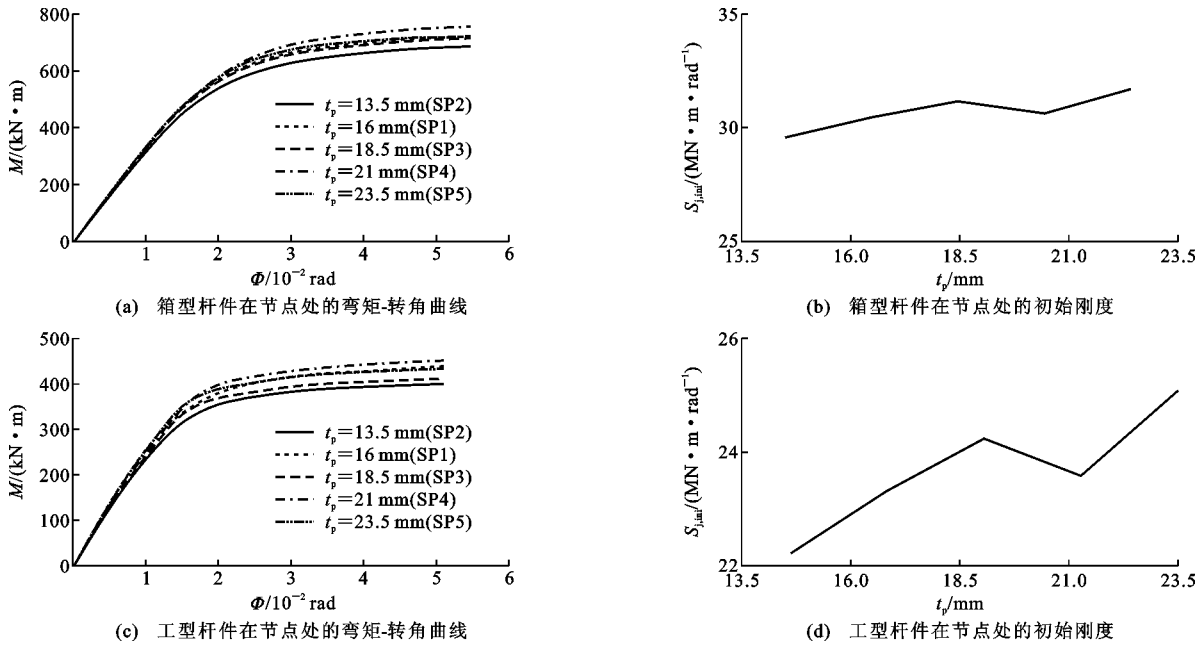 800
600
400
200
0
M/(kN·m)
t_p=13.5 mm(SP2)
t_p=16 mm(SP1)
t_p=18.5 mm(SP3)
t_p=21 mm(SP4)
t_p=23.5 mm(SP5)
1 2 3 4 5 6
Φ/10⁻² rad
(a) 箱型杆件在节点处的弯矩-转角曲线
35
30
25
S_j,ini/(MN·m·rad⁻¹)
13.5 16.0 18.5 21.0 23.5
t_p/mm
(b) 箱型杆件在节点处的初始刚度
500
400
300
200
100
0
M/(kN·m)
t_p=13.5 mm(SP2)
t_p=16 mm(SP1)
t_p=18.5 mm(SP3)
t_p=21 mm(SP4)
t_p=23.5 mm(SP5)
1 2 3 4 5 6
Φ/10⁻² rad
(c) 工型杆件在节点处的弯矩-转角曲线
26
24
22
S_j,ini/(MN·m·rad⁻¹)
13.5 16.0 18.5 21.0 23.5
t_p/mm
(d) 工型杆件在节点处的初始刚度